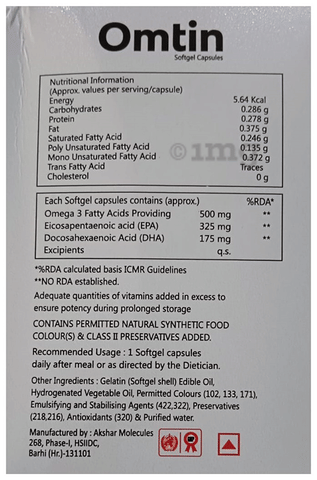 Omtin
Softgel Capsules
Nutritional Information
(Approx. values per serving/capsule)
Energy 5.64 Kcal
Carbohydrates 0.286 g
Protein 0.278 g
Fat 0.375 g
Saturated Fatty Acid 0.246 g
Poly Unsaturated Fatty Acid 0.135 g
Mono Unsaturated Fatty Acid 0.372 g
Trans Fatty Acid Traces
Cholesterol 0 g
©1m
Each Softgel capsules contains (approx.) %RDA*
Omega 3 Fatty Acids Providing 500 mg **
Eicosapentaenoic acid (EPA) 325 mg **
Docosahexaenoic Acid (DHA) 175 mg **
Excipients q.s.
*%RDA calculated basis ICMR Guidelines
**NO RDA established.
Adequate quantities of vitamins added in excess to
ensure potency during prolonged storage
CONTAINS PERMITTED NATURAL SYNTHETIC FOOD
COLOUR(S) & CLASS II PRESERVATIVES ADDED.
Recommended Usage : 1 Softgel capsules
daily after meal or as directed by the Dietician.
Other Ingredients : Gelatin (Softgel shell) Edible Oil,
Hydrogenated Vegetable Oil, Permitted Colours (102, 133, 171),
Emulsifying and Stabilising Agents (422,322), Preservatives
(218,216), Antioxidants (320) & Purified water.
Manufactured by : Akshar Molecules
268, Phase-I, HSIIDC,
Barhi (Hr.)-131101